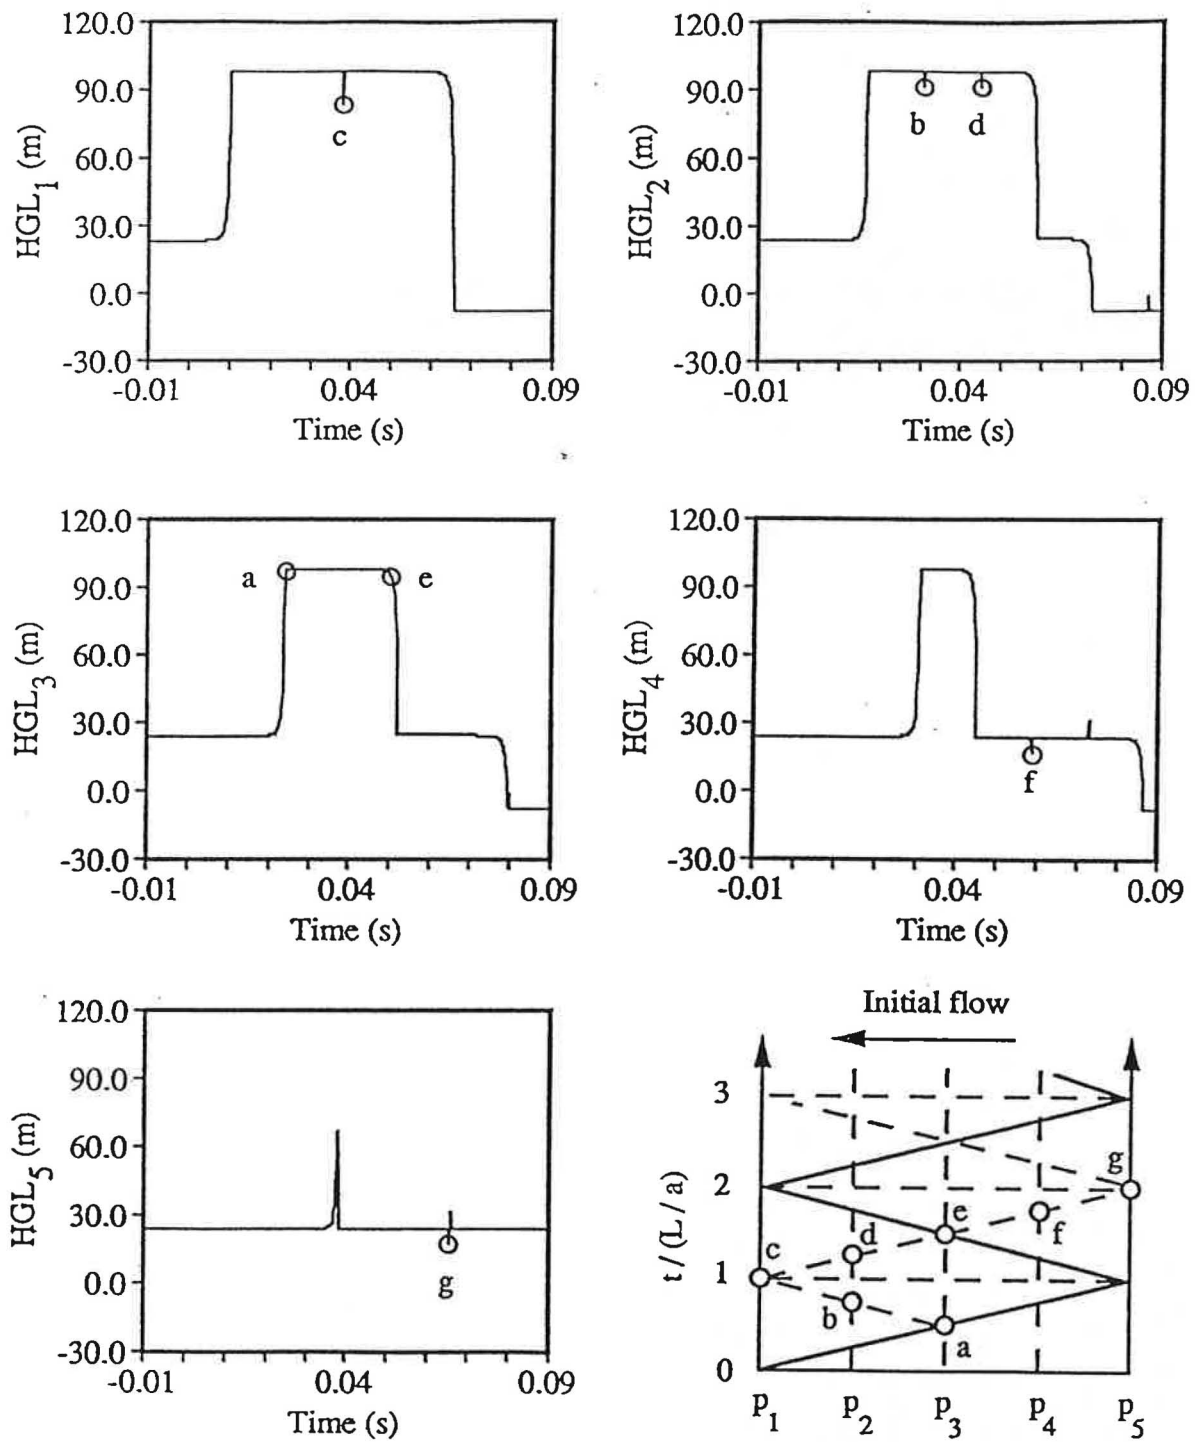 120.0
90.0
60.0
30.0
0.0
-30.0
HGL1 (m)
c
-0.01 0.04 0.09
Time (s)
120.0
90.0
60.0
30.0
0.0
-30.0
HGL2 (m)
b d
-0.01 0.04 0.09
Time (s)
120.0
90.0
60.0
30.0
0.0
-30.0
HGL3 (m)
a e
-0.01 0.04 0.09
Time (s)
120.0
90.0
60.0
30.0
0.0
-30.0
HGL4 (m)
f
-0.01 0.04 0.09
Time (s)
120.0
90.0
60.0
30.0
0.0
-30.0
HGL5 (m)
g
-0.01 0.04 0.09
Time (s)
Initial flow
3
2
1
0
t / (L / a)
g
e
f
d
c
b
a
p1 p2 p3 p4 p5